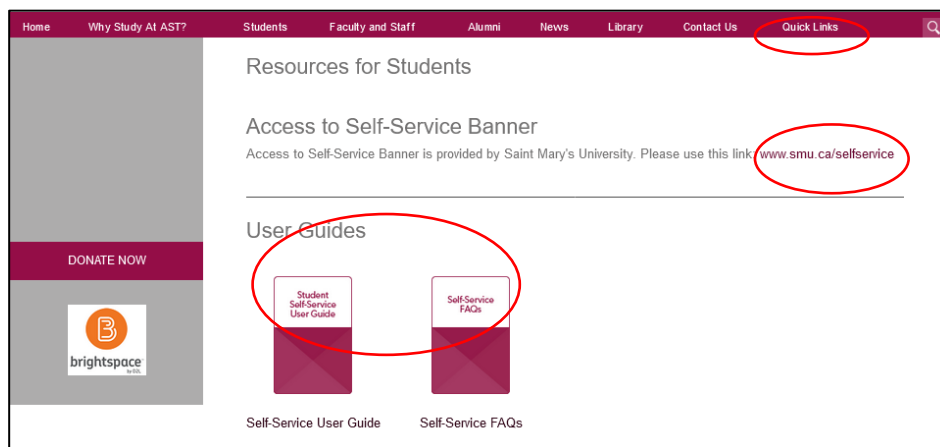 Home Why Study At AST? Students Faculty and Staff Alumni News Library Contact Us Quick Links
Resources for Students
Access to Self-Service Banner
Access to Self-Service Banner is provided by Saint Mary's University. Please use this link: www.smu.ca/selfservice
User Guides
DONATE NOW
Student
Self-Service
User Guide
Self-Service
FAQs
brightspace
by D2L
Self-Service User Guide Self-Service FAQs